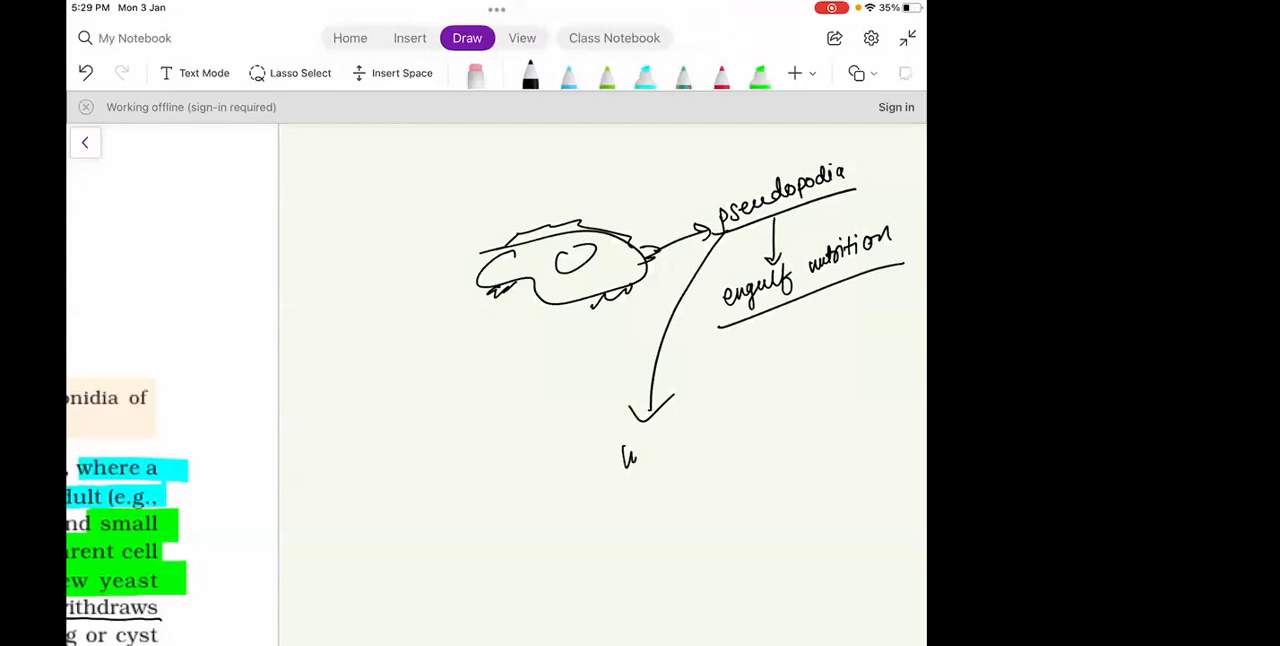 5:29 PM Mon 3 Jan
35%
My Notebook
Home Insert Draw View Class Notebook
Text Mode Lasso Select Insert Space
Working offline (sign-in required) Sign in
pseudopodia
engulf nutrition
onidia of
, where a
dult (e.g.,
nd small
arent cell
ew yeast
ithdraws
g or cyst